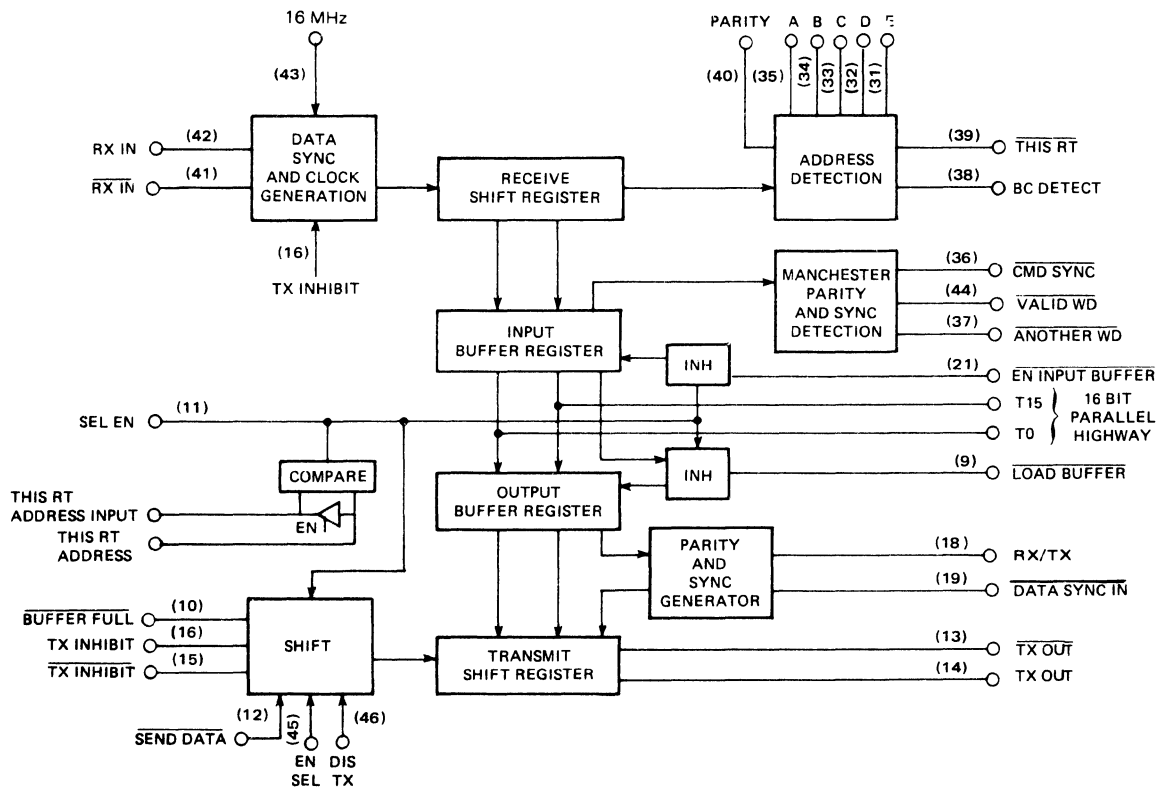 16 MHz
(43)
PARITY A B C D E
(40) (35) (34) (33) (32) (31)
RX IN (42)
RX IN (41)
DATA
SYNC
AND CLOCK
GENERATION
(16)
TX INHIBIT
RECEIVE
SHIFT REGISTER
ADDRESS
DETECTION
(39) THIS RT
(38) BC DETECT
INPUT
BUFFER REGISTER
MANCHESTER
PARITY
AND SYNC
DETECTION
(36) CMD SYNC
(44) VALID WD
(37) ANOTHER WD
INH
(21) EN INPUT BUFFER
T15
T0
16 BIT
PARALLEL
HIGHWAY
SEL EN (11)
COMPARE
EN
THIS RT
ADDRESS INPUT
THIS RT
ADDRESS
INH
(9) LOAD BUFFER
OUTPUT
BUFFER REGISTER
PARITY
AND
SYNC
GENERATOR
(18) RX/TX
(19) DATA SYNC IN
BUFFER FULL (10)
TX INHIBIT (16)
TX INHIBIT (15)
SHIFT
TRANSMIT
SHIFT REGISTER
(13) TX OUT
(14) TX OUT
(12) (45) (46)
SEND DATA
EN
SEL
DIS
TX